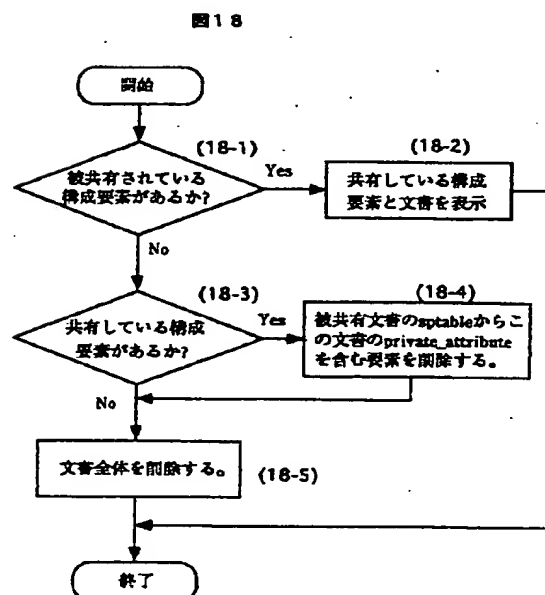 図18
開始
(18-1)
被共有されている
構成要素があるか?
Yes
(18-2)
共有している構成
要素と文書を表示
No
(18-3)
共有している構成
要素があるか?
Yes
(18-4)
被共有文書のsptableからこ
の文書のprivate_attribute
を含む要素を削除する。
No
文書全体を削除する。
(18-5)
終了